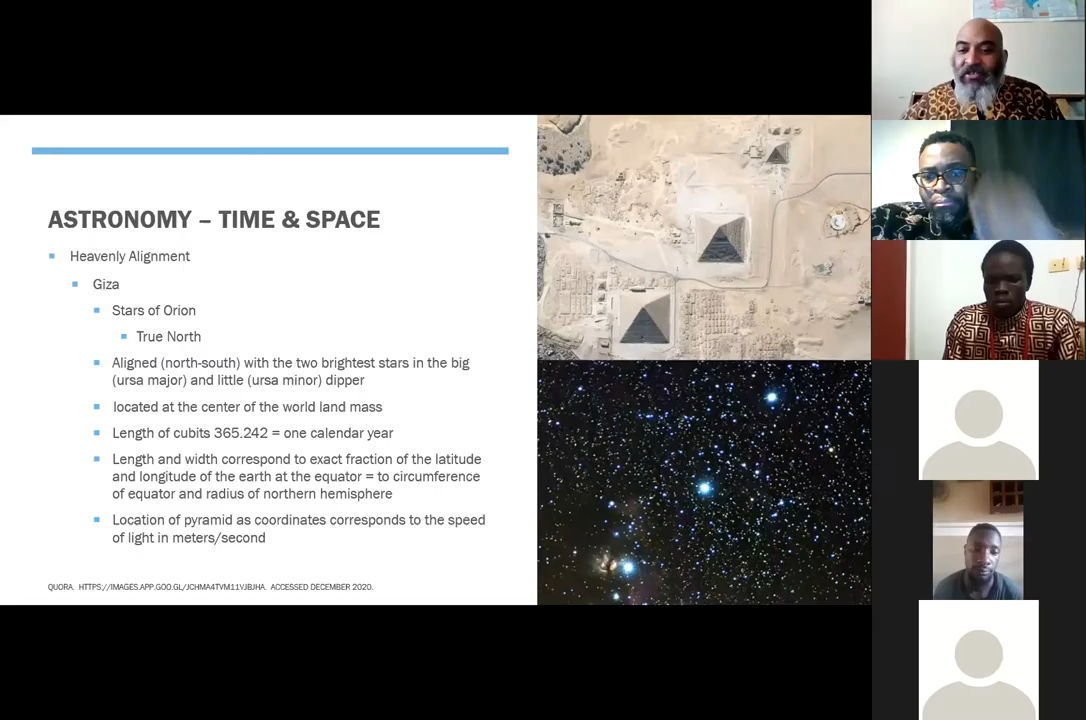 ASTRONOMY – TIME & SPACE
Heavenly Alignment
Giza
Stars of Orion
True North
Aligned (north-south) with the two brightest stars in the big
(ursa major) and little (ursa minor) dipper
located at the center of the world land mass
Length of cubits 365.242 = one calendar year
Length and width correspond to exact fraction of the latitude
and longitude of the earth at the equator = to circumference
of equator and radius of northern hemisphere
Location of pyramid as coordinates corresponds to the speed
of light in meters/second
QUORA. HTTPS://IMAGES.APP.GOO.GL/JCHMA4TVM11VJBJHA. ACCESSED DECEMBER 2020.